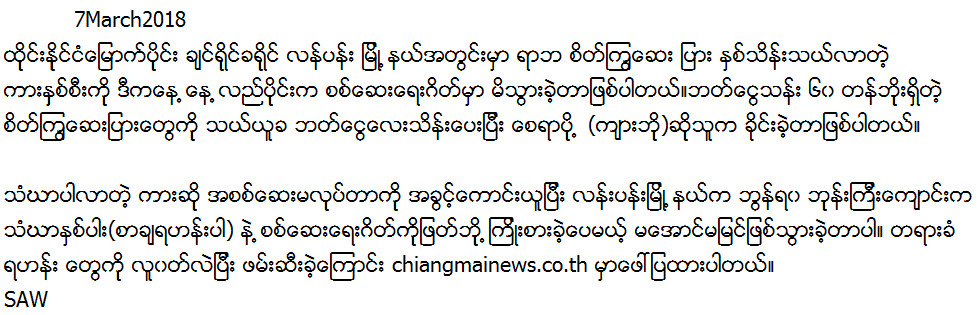 7March2018
ထိုင်းနိုင်ငံမြောက်ပိုင်း ချင်ရိုင်ခရိုင် လန်ပန်း မြို့ နယ်အတွင်းမှာ ရာဘ စိတ်ကြွဆေး ပြား နှစ်သိန်းသယ်လာတဲ့
ကားနှစ်စီးကို ဒီကနေ့ နေ့ လည်ပိုင်းက စစ်ဆေးရေးဂိတ်မှာ မိသွားခဲ့တာဖြစ်ပါတယ်။ဘတ်ငွေသန်း ၆၀ တန်ဘိုးရှိတဲ့
စိတ်ကြွဆေးပြားတွေကို သယ်ယူခ ဘတ်ငွေလေးသိန်းပေးပြီး စေရာပို့ (ကျားဘို)ဆိုသူက ခိုင်းခဲ့တာဖြစ်ပါတယ်။
သံဃာပါလာတဲ့ ကားဆို အစစ်ဆေးမလုပ်တာကို အခွင့်ကောင်းယူပြီး လန်းပန်းမြို့ နယ်က ဘွန်ရ၀ ဘုန်းကြီးကျောင်းက
သံဃာနှစ်ပါး(စာချရဟန်းပါ) နဲ့ စစ်ဆေးရေးဂိတ်ကိုဖြတ်ဘို့ ကြိုးစားခဲ့ပေမယ့် မအောင်မမြင်ဖြစ်သွားခဲ့တာပါ။ တရားခံ
ရဟန်း တွေကို လူ၀တ်လဲပြီး ဖမ်းဆီးခဲ့ကြောင်း chiangmainews.co.th မှာဖေါ်ပြထားပါတယ်။
SAW